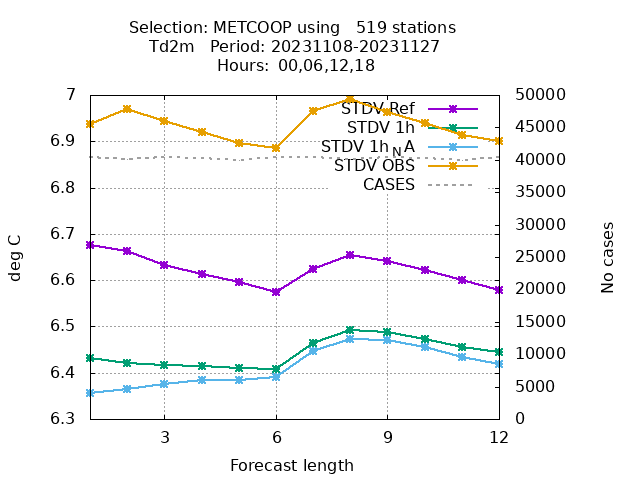 Selection: METCOOP using   519 stations
Td2m   Period: 20231108-20231127
Hours: 00,06,12,18
7
6.9
6.8
6.7
6.6
6.5
6.4
6.3
50000
45000
40000
35000
30000
25000
20000
15000
10000
5000
0
STDV Ref
STDV 1h
STDV 1h_NA
STDV OBS
CASES
deg C
No cases
3
6
9
12
Forecast length